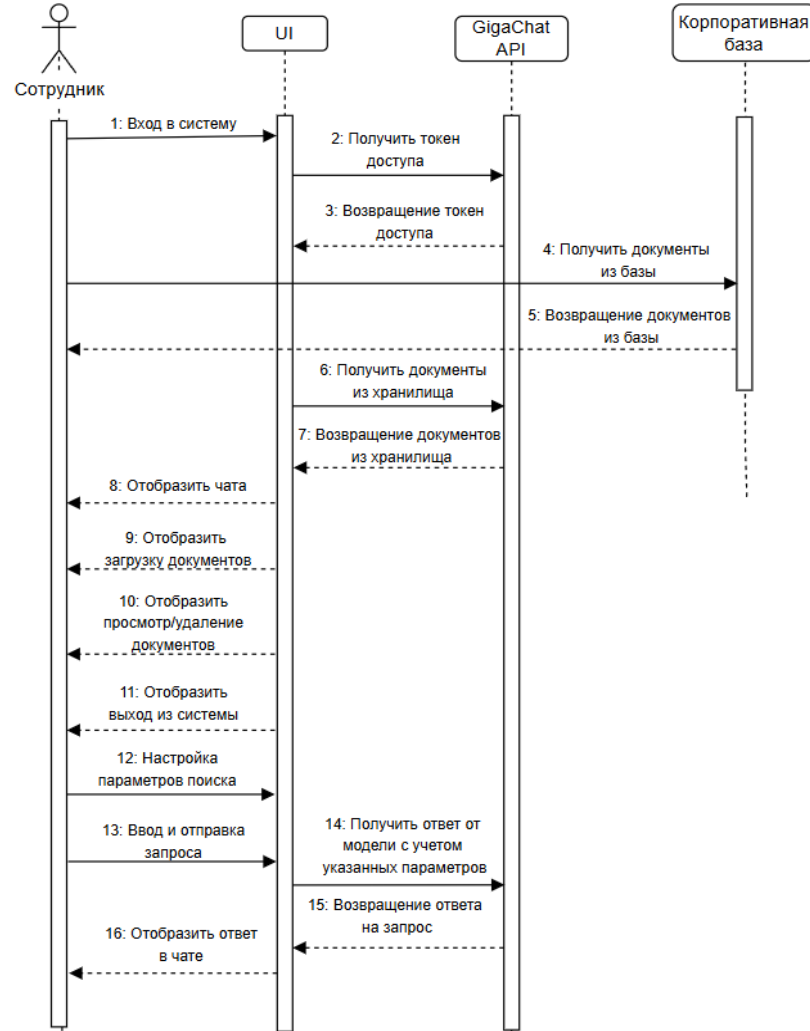 Сотрудник
UI
GigaChat
API
Корпоративная
база
1: Вход в систему
2: Получить токен
доступа
3: Возвращение токен
доступа
4: Получить документы
из базы
5: Возвращение документов
из базы
6: Получить документы
из хранилища
7: Возвращение документов
из хранилища
8: Отобразить чата
9: Отобразить
загрузку документов
10: Отобразить
просмотр/удаление
документов
11: Отобразить
выход из системы
12: Настройка
параметров поиска
13: Ввод и отправка
запроса
14: Получить ответ от
модели с учетом
указанных параметров
15: Возвращение ответа
на запрос
16: Отобразить ответ
в чате